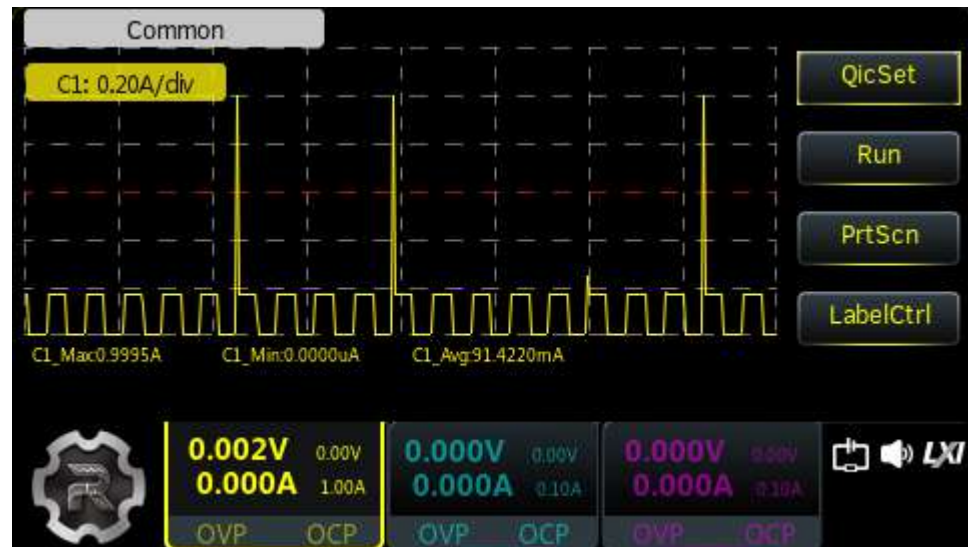 Common
C1: 0.20A/div
QicSet
Run
PrtScn
LabelCtrl
C1_Max:0.9995A C1_Min:0.0000uA C1_Avg:91.4220mA
0.002V 0.00V 0.000V 0.00V 0.000V 0.00V
0.000A 1.00A 0.000A 0.10A 0.000A 0.10A
OVP OCP OVP OCP OVP OCP
R
LXI